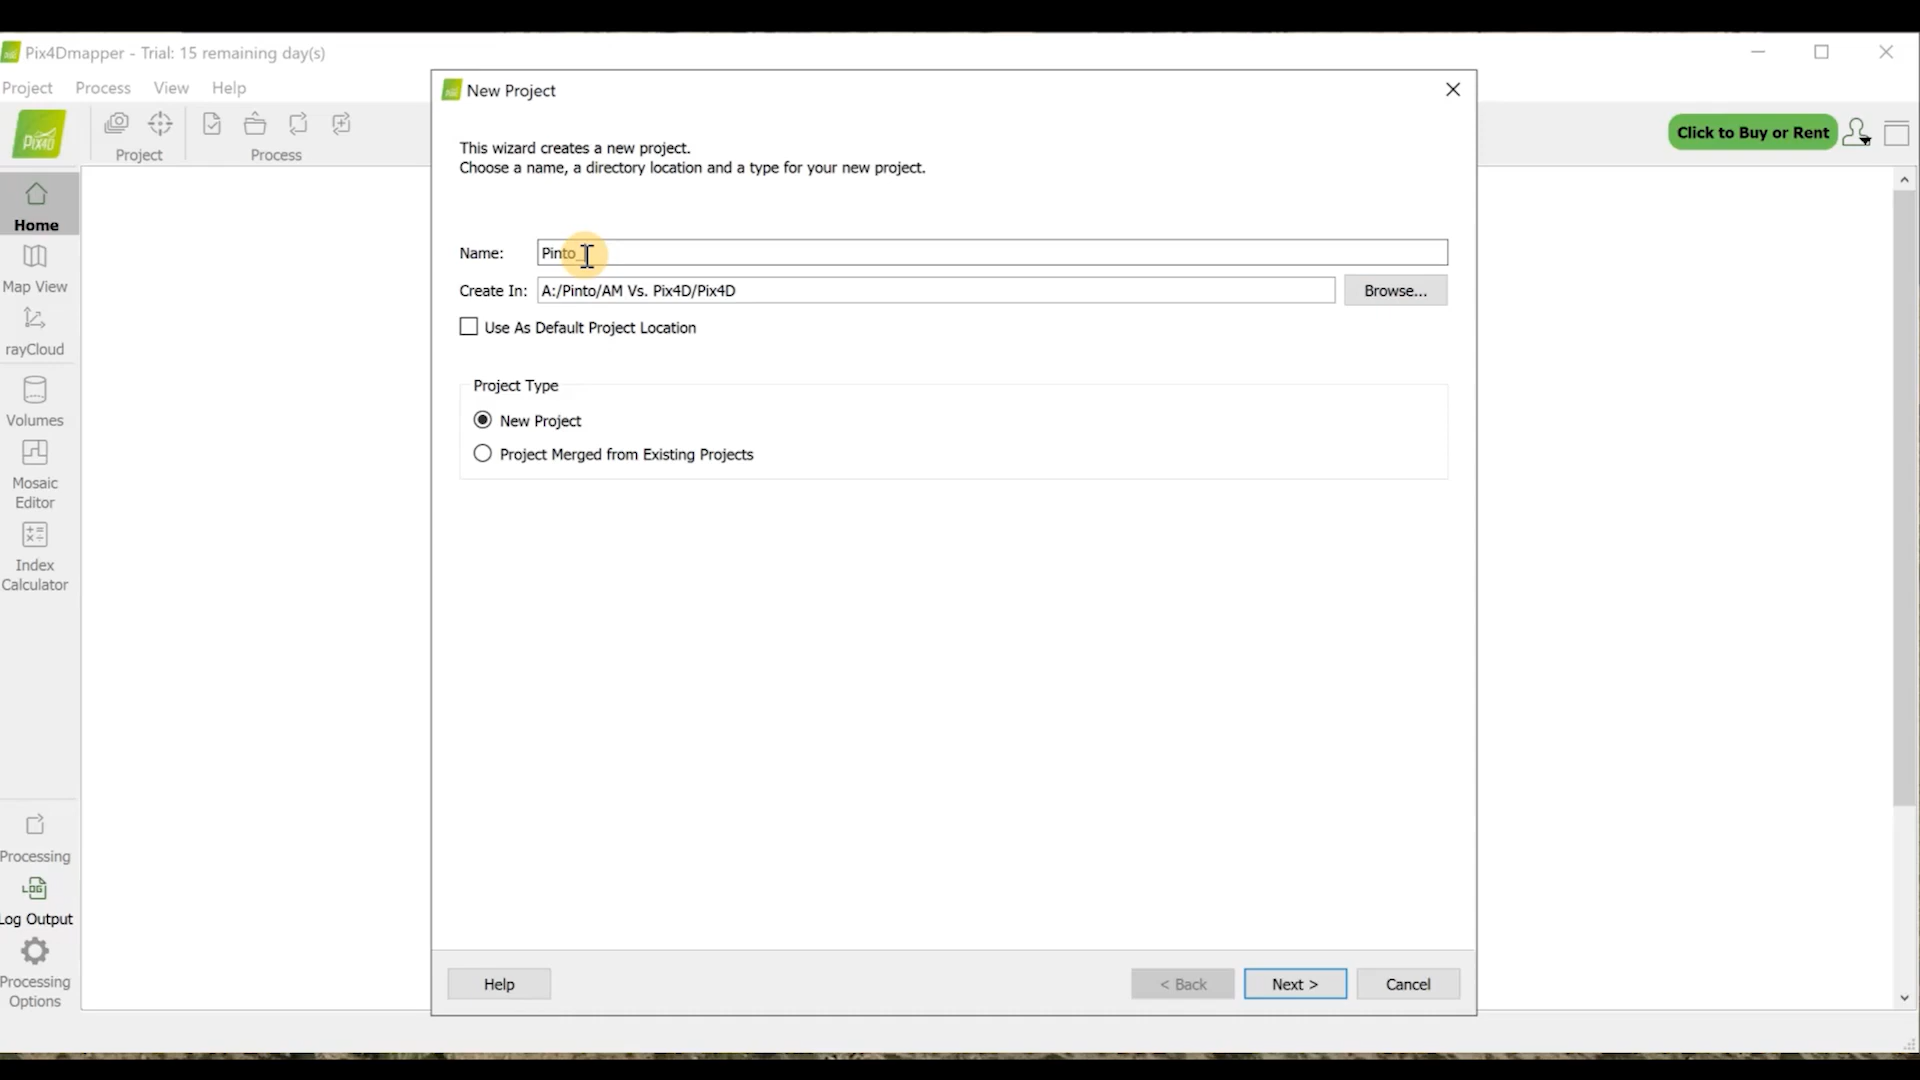 Pix4Dmapper - Trial: 15 remaining day(s)
Project Process View Help
New Project
PIX4D
Project
Process
Click to Buy or Rent
This wizard creates a new project.
Choose a name, a directory location and a type for your new project.
Home
Name: Pinto
Map View
Create In: A:/Pinto/AM Vs. Pix4D/Pix4D Browse...
Use As Default Project Location
rayCloud
Project Type
Volumes
New Project
Project Merged from Existing Projects
Mosaic
Editor
Index
Calculator
Processing
LOG
Log Output
Processing
Options
Help < Back Next > Cancel